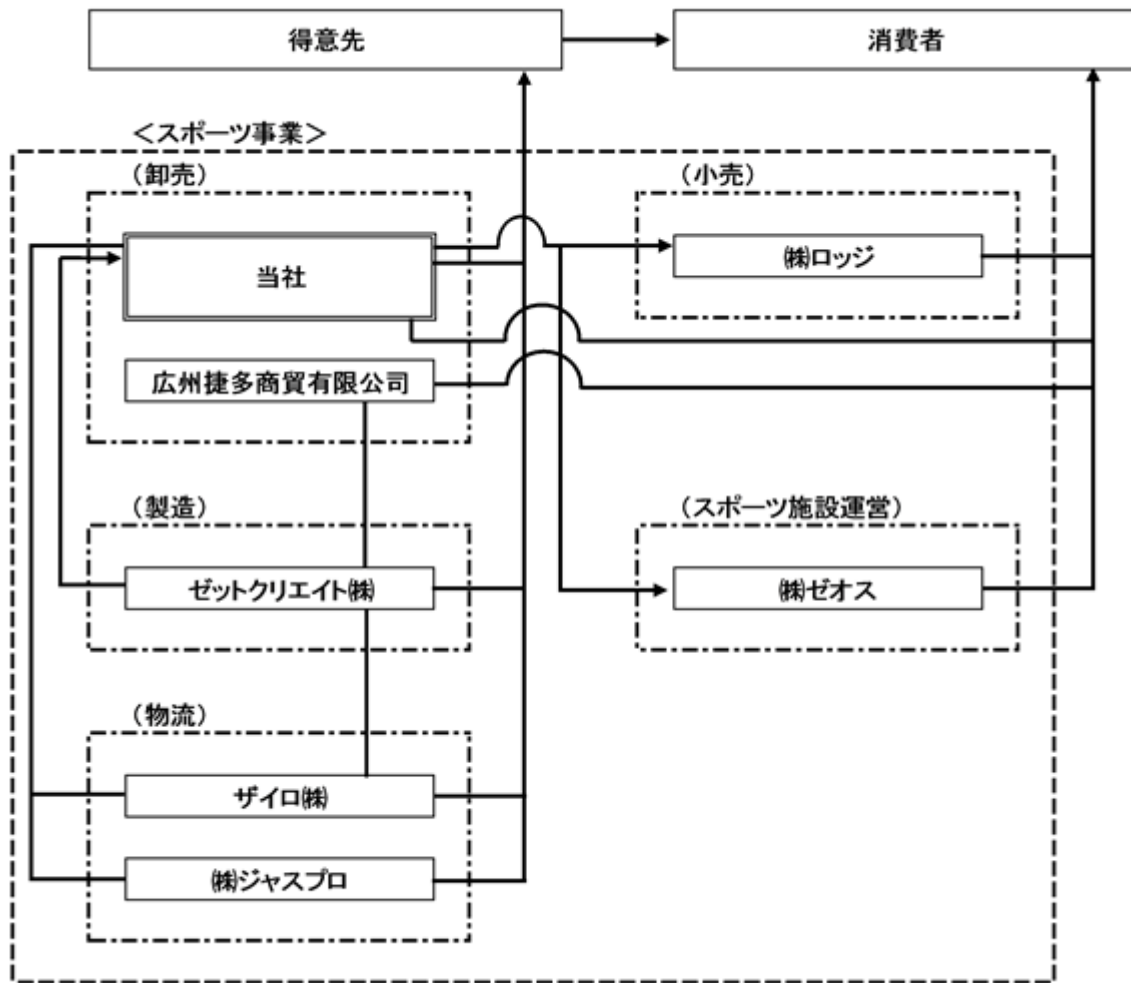 得意先
消費者
＜スポーツ事業＞
（卸売）
（小売）
当社
㈱ロッジ
広州捷多商貿有限公司
（製造）
（スポーツ施設運営）
ゼットクリエイト㈱
㈱ゼオス
（物流）
ザイロ㈱
㈱ジャスプロ